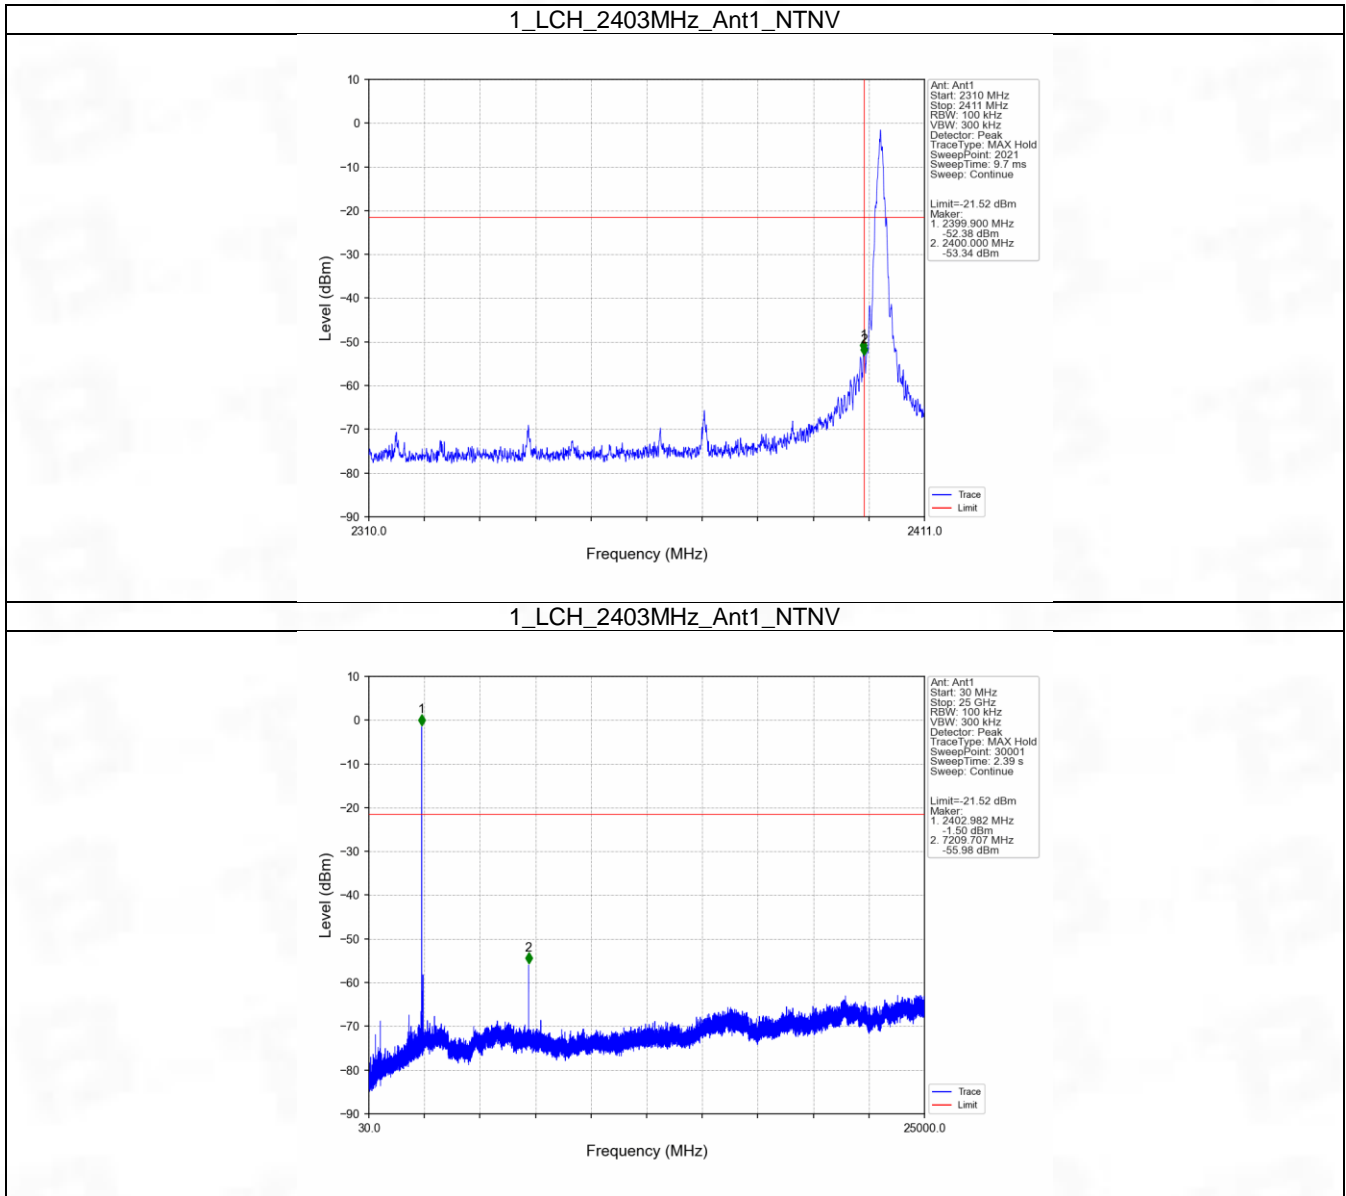 1_LCH_2403MHz_Ant1_NTNV
10
0
−10
−20
−30
−40
−50
−60
−70
−80
−90
Level (dBm)
2310.0
2411.0
Frequency (MHz)
1
2
Ant: Ant1
Start: 2310 MHz
Stop: 2411 MHz
RBW: 100 kHz
VBW: 300 kHz
Detector: Peak
TraceType: MAX Hold
SweepPoint: 2021
SweepTime: 9.7 ms
Sweep: Continue
Limit=-21.52 dBm
Maker:
1. 2399.900 MHz
-52.38 dBm
2. 2400.000 MHz
-53.34 dBm
Trace
Limit
1_LCH_2403MHz_Ant1_NTNV
10
0
−10
−20
−30
−40
−50
−60
−70
−80
−90
Level (dBm)
30.0
25000.0
Frequency (MHz)
1
2
Ant: Ant1
Start: 30 MHz
Stop: 25 GHz
RBW: 100 kHz
VBW: 300 kHz
Detector: Peak
TraceType: MAX Hold
SweepPoint: 30001
SweepTime: 2.39 s
Sweep: Continue
Limit=-21.52 dBm
Maker:
1. 2402.982 MHz
-1.50 dBm
2. 7209.707 MHz
-55.98 dBm
Trace
Limit